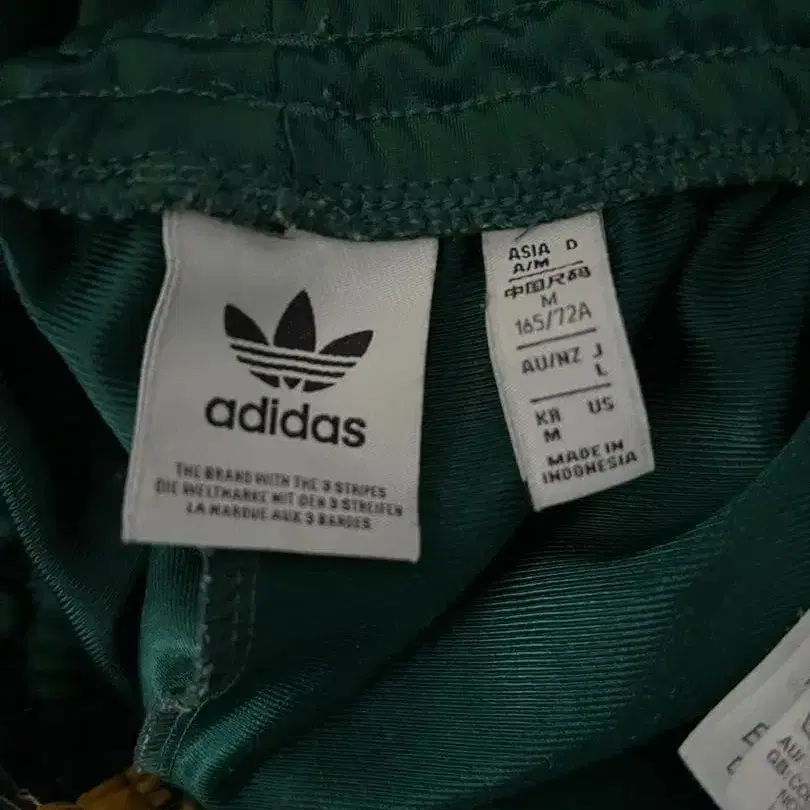 adidas
THE BRAND WITH THE 3 STRIPES
DIE WELTMARKE MIT DEN 3 STREIFEN
LA MARQUE AUX 3 BANDES
ASIA D
A/M
中国尺码
M
165/72A
AU/NZ J
L
KR US
M
MADE IN
INDONESIA